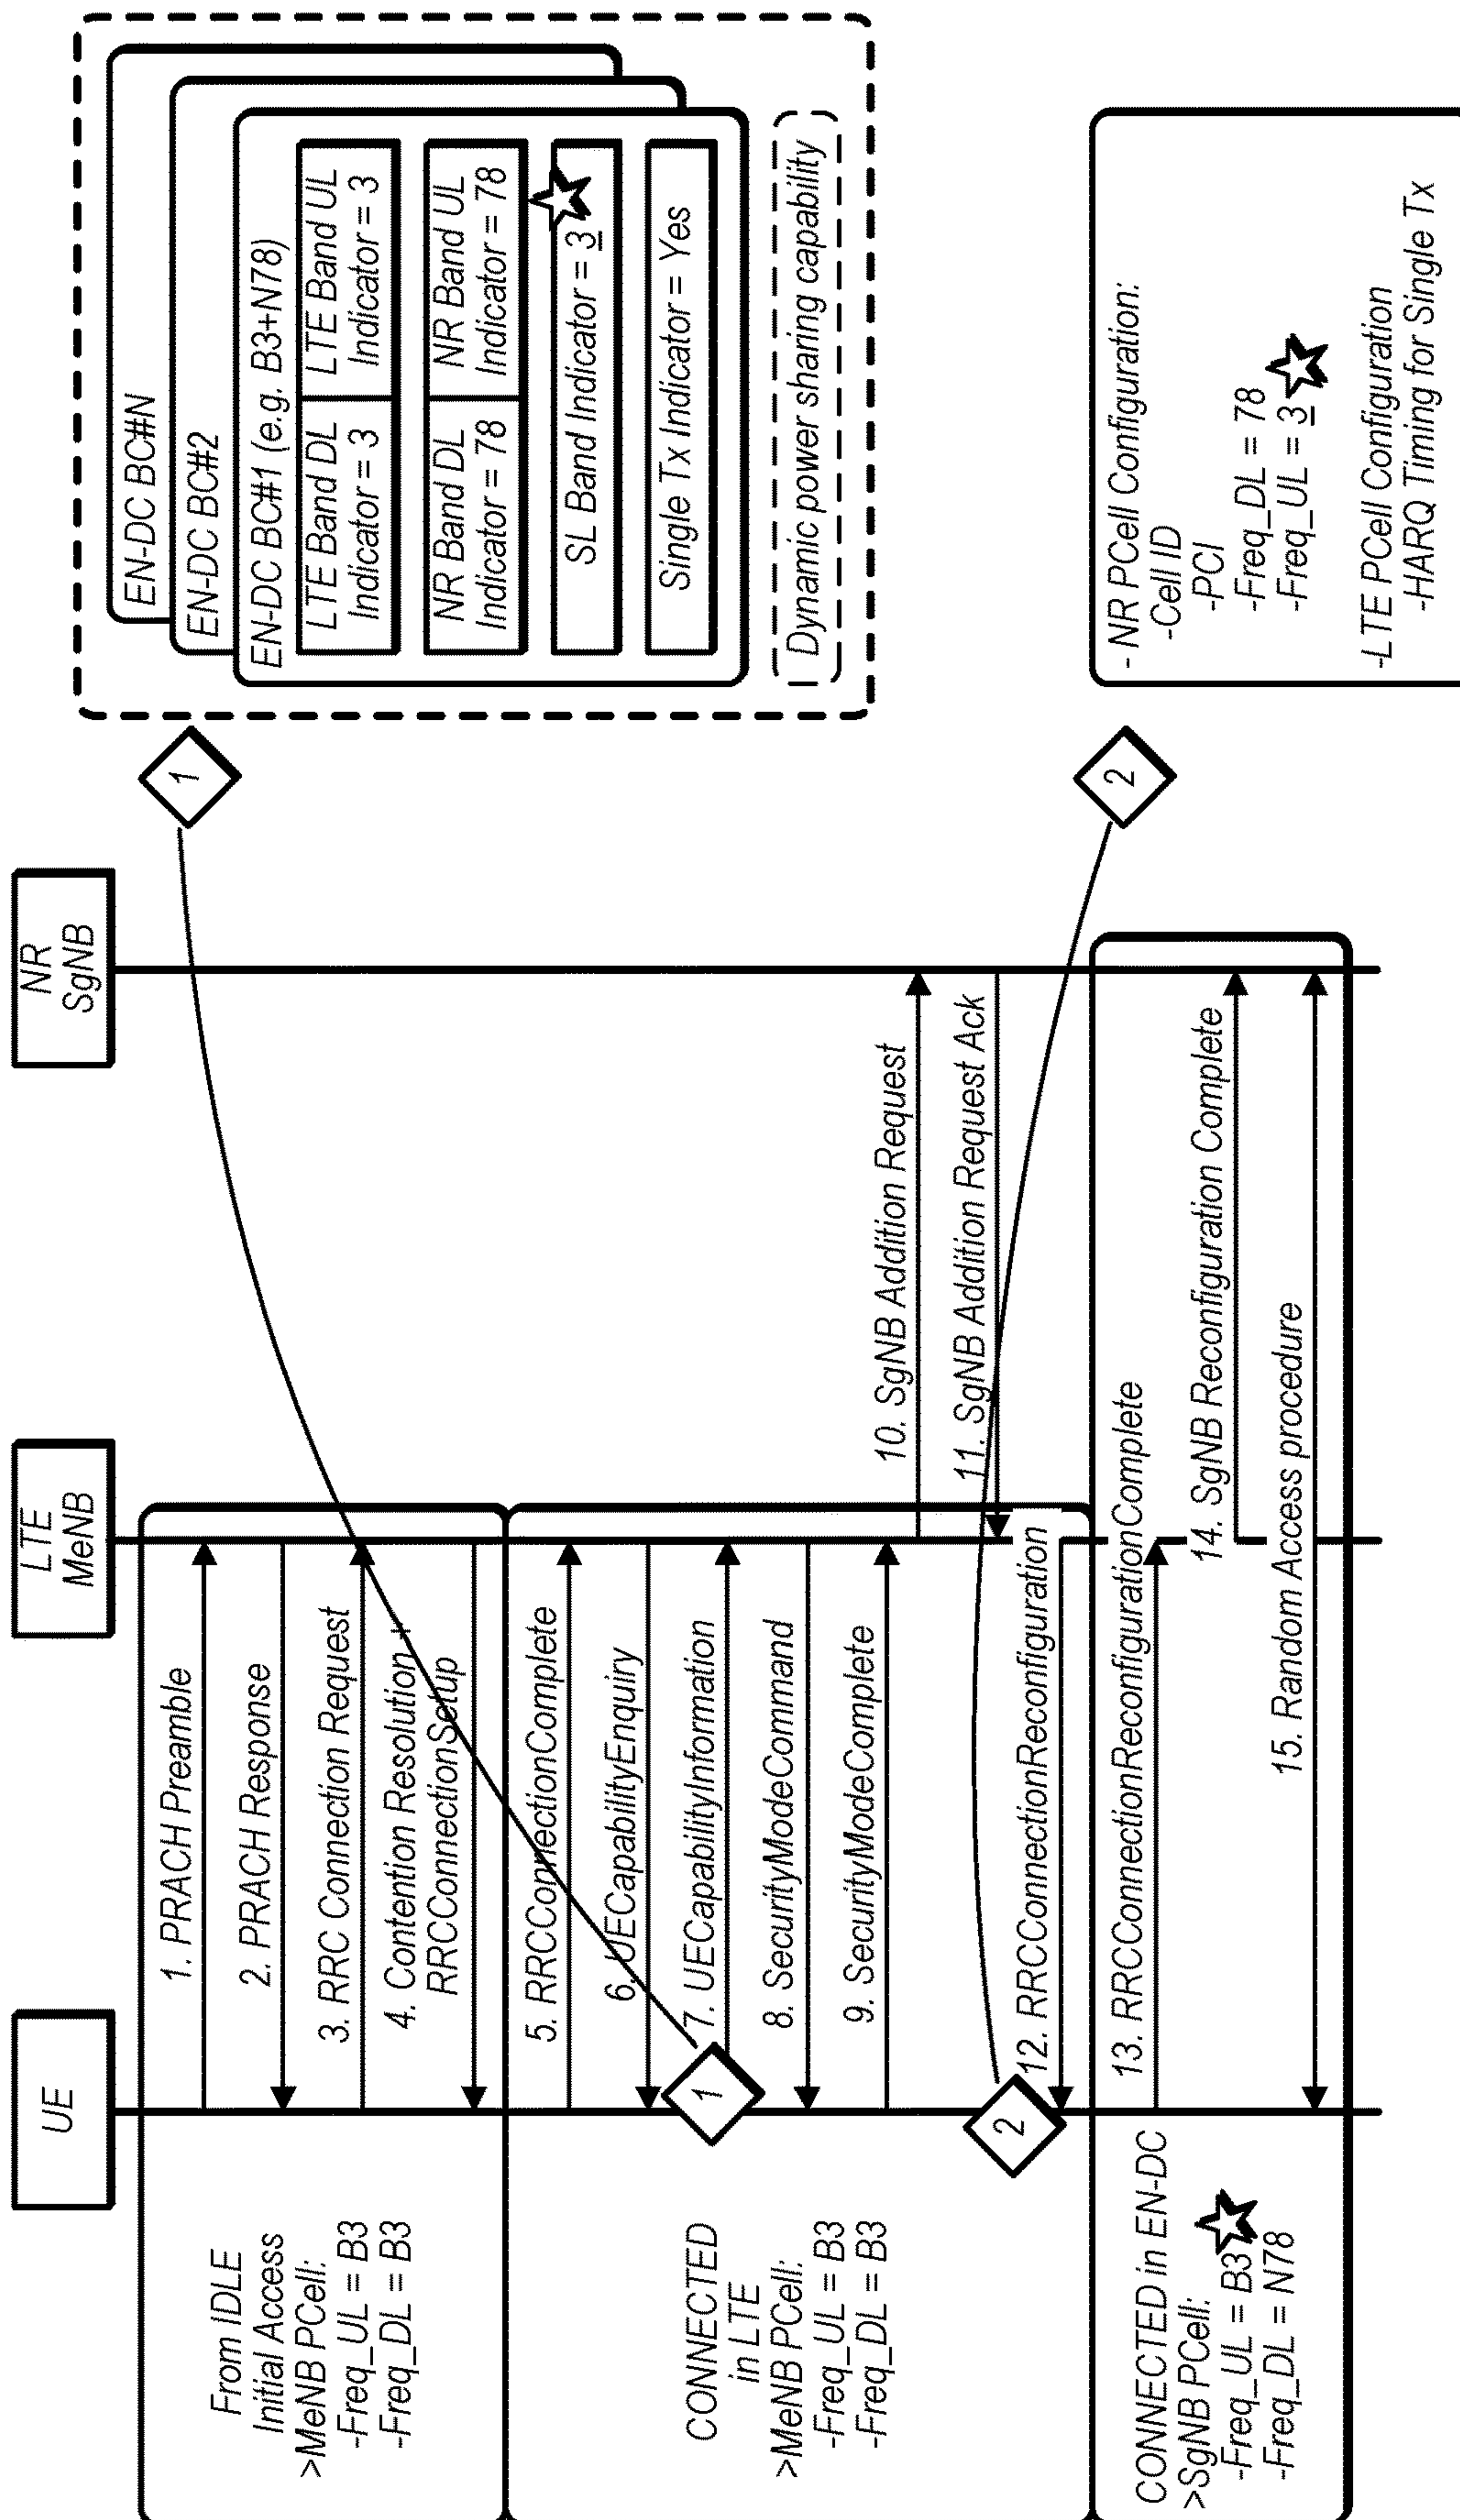 UE
LTE
MeNB
NR
SgNB
From IDLE
Initial Access
>MeNB PCell:
-Freq_UL = B3
-Freq_DL = B3
1. PRACH Preamble
2. PRACH Response
3. RRC Connection Request
4. Contention Resolution +
RRCConnectionSetup
CONNECTED
in LTE
>MeNB PCell:
-Freq_UL = B3
-Freq_DL = B3
5. RRCConnectionComplete
6. UECapabilityEnquiry
7. UECapabilityInformation
1
8. SecurityModeCommand
9. SecurityModeComplete
10. SgNB Addition Request
11. SgNB Addition Request Ack
2
12. RRCConnectionReconfiguration
CONNECTED in EN-DC
>SgNB PCell:
-Freq_UL = B3
-Freq_DL = N78
13. RRCConnectionReconfigurationComplete
14. SgNB Reconfiguration Complete
15. Random Access procedure
1
EN-DC BC#N
EN-DC BC#2
EN-DC BC#1 (e.g. B3+N78)
LTE Band DL
Indicator = 3
LTE Band UL
Indicator = 3
NR Band DL
Indicator = 78
NR Band UL
Indicator = 78
SL Band Indicator = 3
Single Tx Indicator = Yes
Dynamic power sharing capability
2
-NR PCell Configuration:
-Cell ID
-PCI
-Freq_DL = 78
-Freq_UL = 3
-LTE PCell Configuration
-HARQ Timing for Single Tx